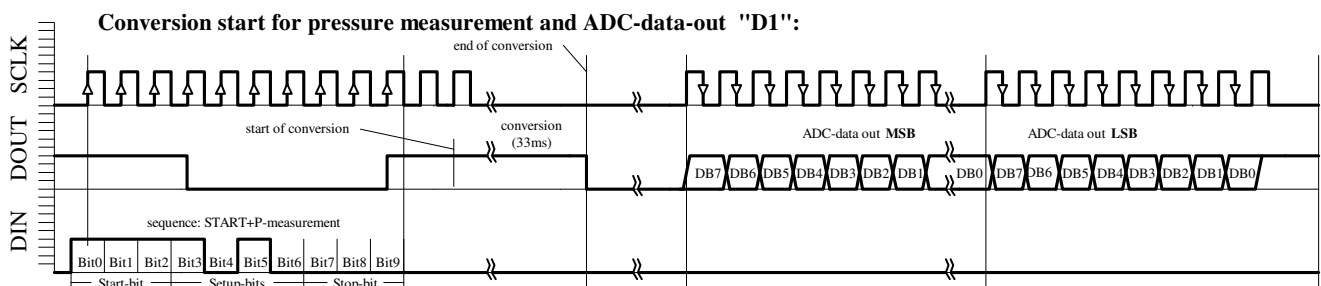 Conversion start for pressure measurement and ADC-data-out "D1":
end of conversion
SCLK
start of conversion
conversion
(33ms)
ADC-data out MSB
ADC-data out LSB
DOUT
DB7 DB6 DB5 DB4 DB3 DB2 DB1 DB0 DB7 DB6 DB5 DB4 DB3 DB2 DB1 DB0
sequence: START+P-measurement
DIN
Bit0 Bit1 Bit2 Bit3 Bit4 Bit5 Bit6 Bit7 Bit8 Bit9
Start-bit Setup-bits Stop-bit